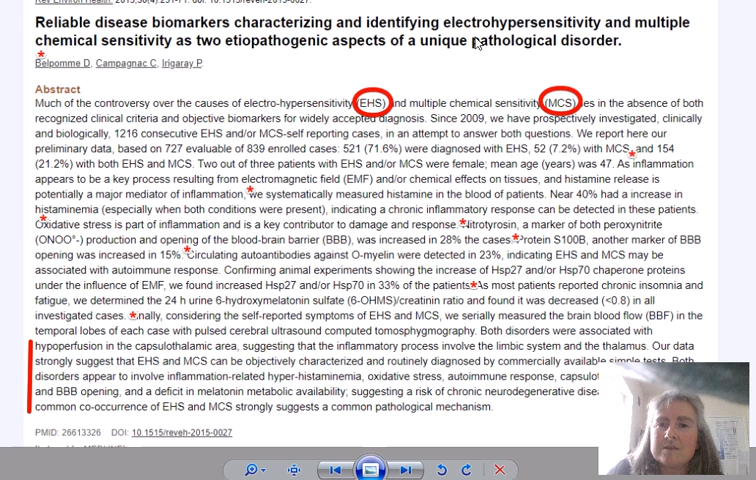 Reliable disease biomarkers characterizing and identifying electrohypersensitivity and multiple
chemical sensitivity as two etiopathogenic aspects of a unique pathological disorder.
Belpomme D, Campagnac C, Irigaray P.
Abstract
Much of the controversy over the causes of electro-hypersensitivity (EHS) and multiple chemical sensitivity (MCS) lies in the absence of both
recognized clinical criteria and objective biomarkers for widely accepted diagnosis. Since 2009, we have prospectively investigated, clinically
and biologically, 1216 consecutive EHS and/or MCS-self reporting cases, in an attempt to answer both questions. We report here our
preliminary data, based on 727 evaluable of 839 enrolled cases: 521 (71.6%) were diagnosed with EHS, 52 (7.2%) with MCS, and 154
(21.2%) with both EHS and MCS. Two out of three patients with EHS and/or MCS were female; mean age (years) was 47. As inflammation
appears to be a key process resulting from electromagnetic field (EMF) and/or chemical effects on tissues, and histamine release is
potentially a major mediator of inflammation, we systematically measured histamine in the blood of patients. Near 40% had a increase in
histaminemia (especially when both conditions were present), indicating a chronic inflammatory response can be detected in these patients.
Oxidative stress is part of inflammation and is a key contributor to damage and response. Nitrotyrosin, a marker of both peroxynitrite
(ONOO°-) production and opening of the blood-brain barrier (BBB), was increased in 28% the cases. Protein S100B, another marker of BBB
opening was increased in 15%. Circulating autoantibodies against O-myelin were detected in 23%, indicating EHS and MCS may be
associated with autoimmune response. Confirming animal experiments showing the increase of Hsp27 and/or Hsp70 chaperone proteins
under the influence of EMF, we found increased Hsp27 and/or Hsp70 in 33% of the patients. As most patients reported chronic insomnia and
fatigue, we determined the 24 h urine 6-hydroxymelatonin sulfate (6-OHMS)/creatinin ratio and found it was decreased (<0.8) in all
investigated cases. inally, considering the self-reported symptoms of EHS and MCS, we serially measured the brain blood flow (BBF) in the
temporal lobes of each case with pulsed cerebral ultrasound computed tomosphygmography. Both disorders were associated with
hypoperfusion in the capsulothalamic area, suggesting that the inflammatory process involve the limbic system and the thalamus. Our data
strongly suggest that EHS and MCS can be objectively characterized and routinely diagnosed by commercially available simple tests. Both
disorders appear to involve inflammation-related hyper-histaminemia, oxidative stress, autoimmune response,
and BBB opening, and a deficit in melatonin metabolic availability; suggesting a risk of chronic neurodegenerative
common co-occurrence of EHS and MCS strongly suggests a common pathological mechanism.
PMID: 26613326 DOI: 10.1515/reveh-2015-0027